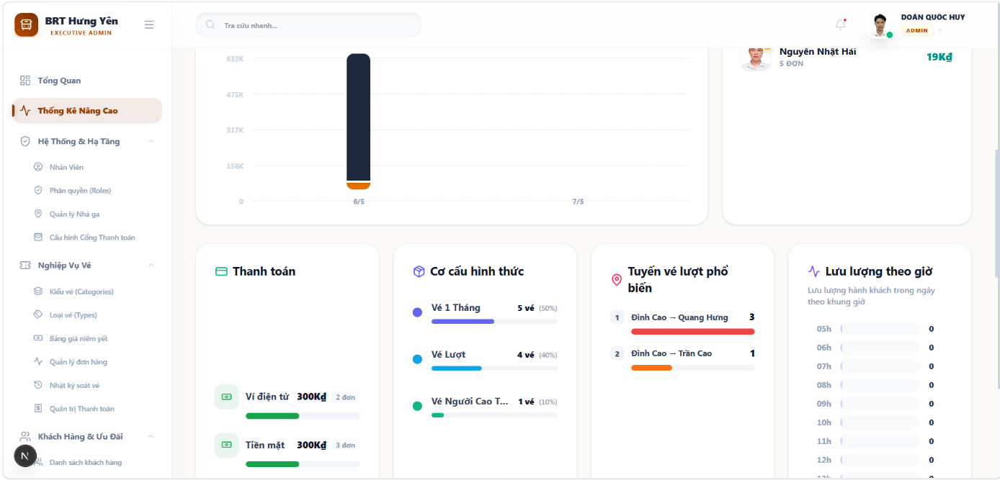 BRT Hưng Yên
EXECUTIVE ADMIN
Tra cứu nhanh...
DOÃN QUỐC HUY
ADMIN
Tổng Quan
Thống Kê Nâng Cao
Hệ Thống & Hạ Tầng
Nhân Viên
Phân quyền (Roles)
Quản lý Nhà ga
Cấu hình Cổng Thanh toán
Nghiệp Vụ Vé
Kiểu vé (Categories)
Loại vé (Types)
Bảng giá niêm yết
Quản lý đơn hàng
Nhật ký soát vé
Quản trị Thanh toán
Khách Hàng & Ưu Đãi
N
Danh sách khách hàng
633K
475K
317K
158K
0
6/5
7/5
Nguyễn Nhật Hải
19K₫
5 ĐƠN
Thanh toán
Ví điện tử 300K₫ 2 đơn
Tiền mặt 300K₫ 3 đơn
Cơ cấu hình thức
Vé 1 Tháng 5 vé (50%)
Vé Lượt 4 vé (40%)
Vé Người Cao T... 1 vé (10%)
Tuyến vé lượt phổ
biến
1 Đình Cao → Quang Hưng 3
2 Đình Cao → Trần Cao 1
Lưu lượng theo giờ
Lưu lượng hành khách trong ngày
theo khung giờ
05h 0
06h 0
07h 0
08h 0
09h 0
10h 0
11h 0
12h 0